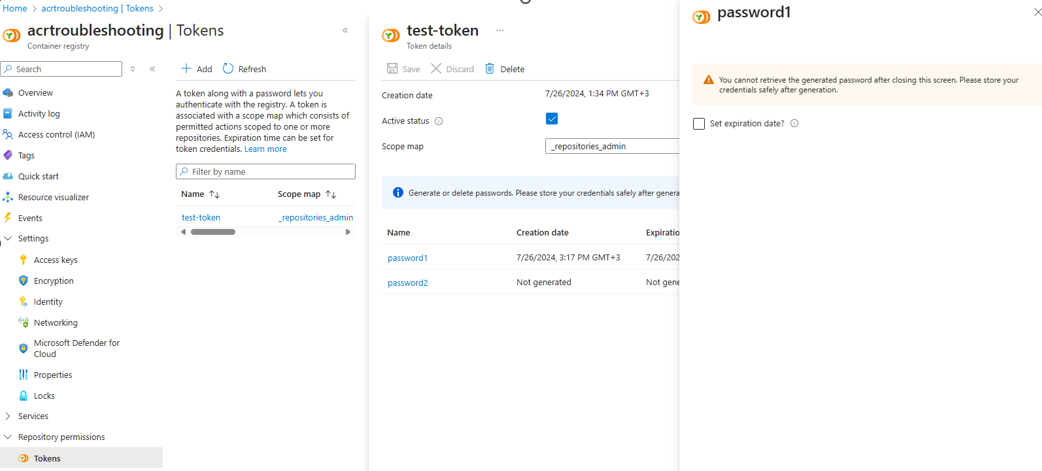 Home > acrtroubleshooting | Tokens >
acrtroubleshooting | Tokens
Container registry
Search
Overview
Activity log
Access control (IAM)
Tags
Quick start
Resource visualizer
Events
Settings
Access keys
Encryption
Identity
Networking
Microsoft Defender for
Cloud
Properties
Locks
Services
Repository permissions
Tokens
Add Refresh
A token along with a password lets you
authenticate with the registry. A token is
associated with a scope map which consists of
permitted actions scoped to one or more
repositories. Expiration time can be set for
token credentials. Learn more
Filter by name
Name ↑↓ Scope map ↑↓
test-token _repositories_admin
test-token ...
Token details
Save Discard Delete
Creation date 7/26/2024, 1:34 PM GMT+3
Active status
Scope map _repositories_admin
Generate or delete passwords. Please store your credentials safely after genera
Name Creation date Expiratio
password1 7/26/2024, 3:17 PM GMT+3 7/26/202
password2 Not generated Not gene
password1
You cannot retrieve the generated password after closing this screen. Please store your
credentials safely after generation.
Set expiration date?